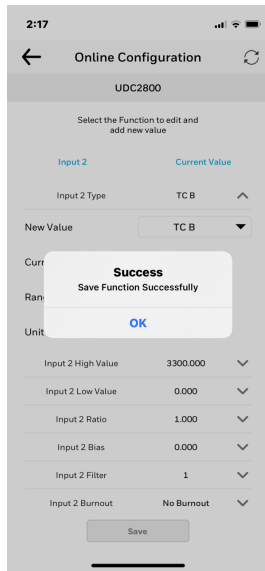 2:17
Online Configuration
UDC2800
Select the Function to edit and
add new value
Input 2 Current Value
Input 2 Type TC B
New Value TC B
Curr
Success
Save Function Successfully
Ran
OK
Unit
Input 2 High Value 3300.000
Input 2 Low Value 0.000
Input 2 Ratio 1.000
Input 2 Bias 0.000
Input 2 Filter 1
Input 2 Burnout No Burnout
Save